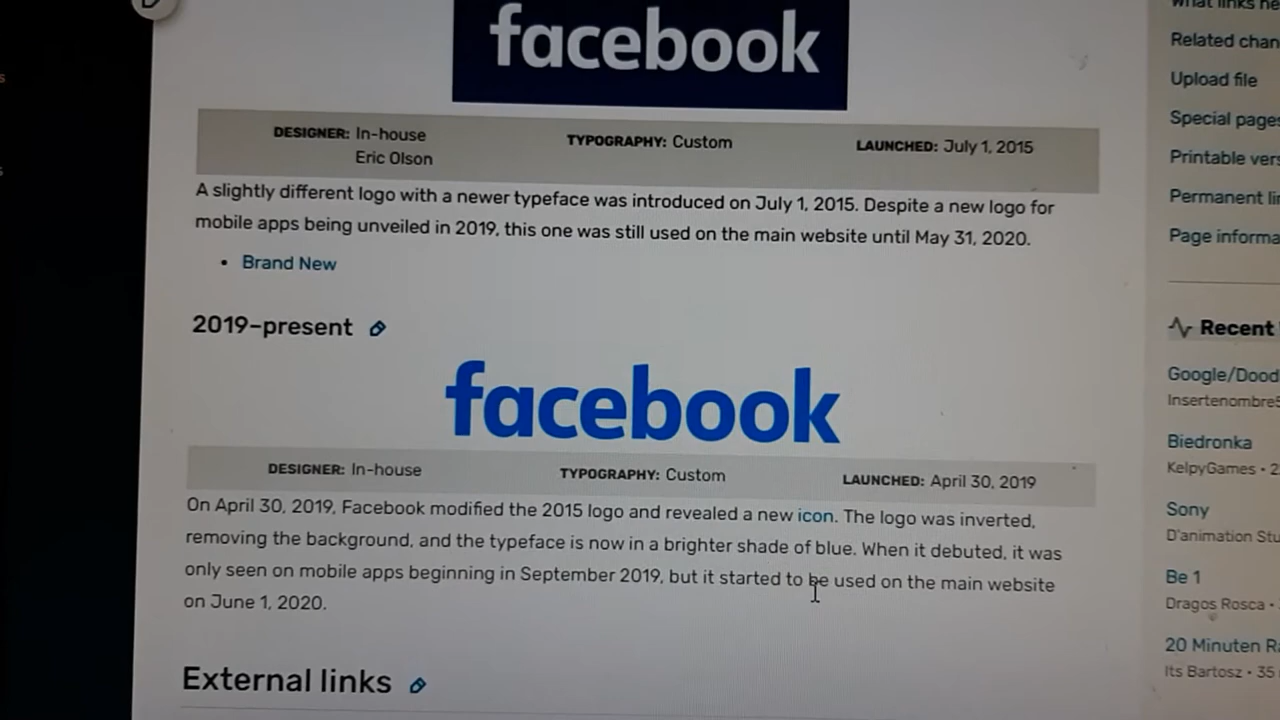 facebook
DESIGNER: In-house
Eric Olson
TYPOGRAPHY: Custom
LAUNCHED: July 1, 2015
A slightly different logo with a newer typeface was introduced on July 1, 2015. Despite a new logo for
mobile apps being unveiled in 2019, this one was still used on the main website until May 31, 2020.
• Brand New
2019–present
facebook
DESIGNER: In-house
TYPOGRAPHY: Custom
LAUNCHED: April 30, 2019
On April 30, 2019, Facebook modified the 2015 logo and revealed a new icon. The logo was inverted,
removing the background, and the typeface is now in a brighter shade of blue. When it debuted, it was
only seen on mobile apps beginning in September 2019, but it started to be used on the main website
on June 1, 2020.
External links
Related chan
Upload file
Special pages
Printable vers
Permanent li
Page informa
Recent
Google/Dood
Insertenombre5
Biedronka
KelpyGames • 2
Sony
D'animation Stu
Be 1
Dragos Rosca •
20 Minuten R
Its Bartosz • 35